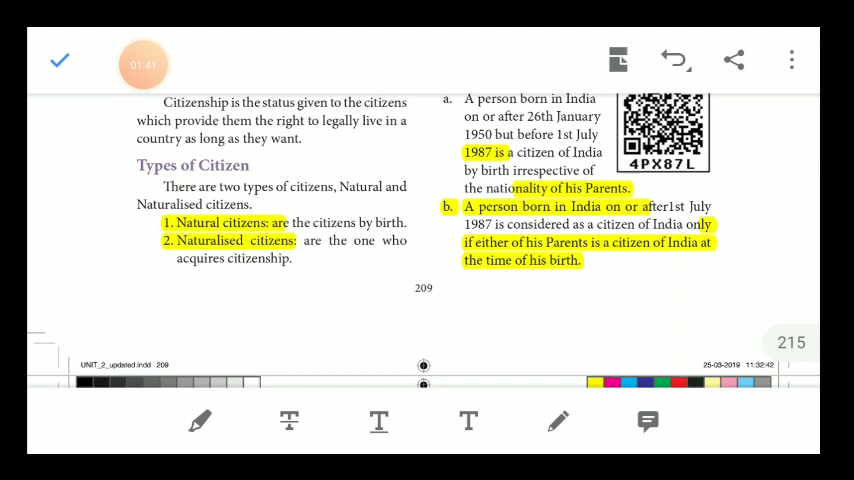 01:41
Citizenship is the status given to the citizens
which provide them the right to legally live in a
country as long as they want.
Types of Citizen
There are two types of citizens, Natural and
Naturalised citizens.
1. Natural citizens: are the citizens by birth.
2. Naturalised citizens: are the one who
acquires citizenship.
a. A person born in India
on or after 26th January
1950 but before 1st July
1987 is a citizen of India
by birth irrespective of
the nationality of his Parents.
4PX87L
b. A person born in India on or after1st July
1987 is considered as a citizen of India only
if either of his Parents is a citizen of India at
the time of his birth.
209
215
UNIT_2_updated.indd 209
25-03-2019 11:32:42
T
T
T